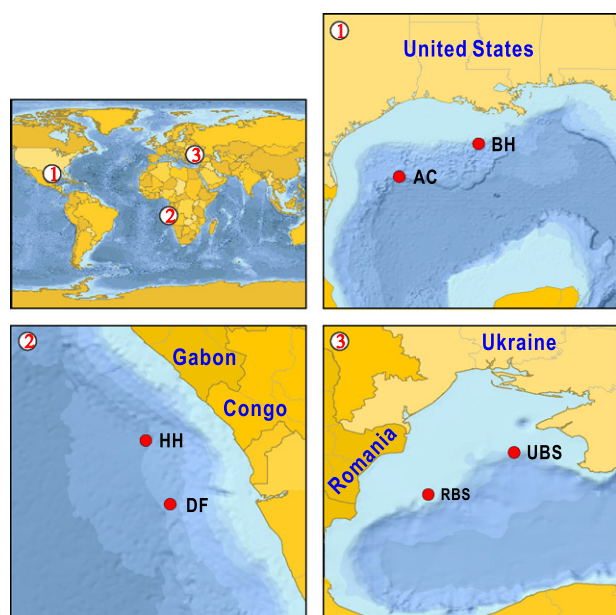 1
United States
BH
AC
3
1
2
2
Gabon
Congo
HH
DF
3
Ukraine
Romania
UBS
RBS